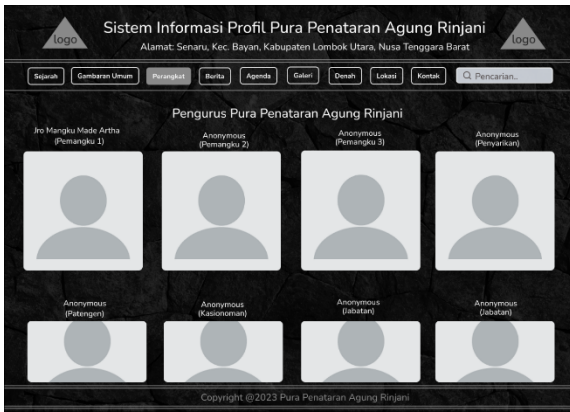 logo
Sistem Informasi Profil Pura Penataran Agung Rinjani
logo
Alamat: Senaru, Kec. Bayan, Kabupaten Lombok Utara, Nusa Tenggara Barat
Sejarah
Gambaran Umum
Perangkat
Berita
Agenda
Galeri
Denah
Lokasi
Kontak
Pencarian..
Pengurus Pura Penataran Agung Rinjani
Jro Mangku Made Artha
(Pemangku 1)
Anonymous
(Pemangku 2)
Anonymous
(Pemangku 3)
Anonymous
(Penyarikan)
Anonymous
(Patengen)
Anonymous
(Kasionoman)
Anonymous
(Jabatan)
Anonymous
(Jabatan)
Copyright @2023 Pura Penataran Agung Rinjani